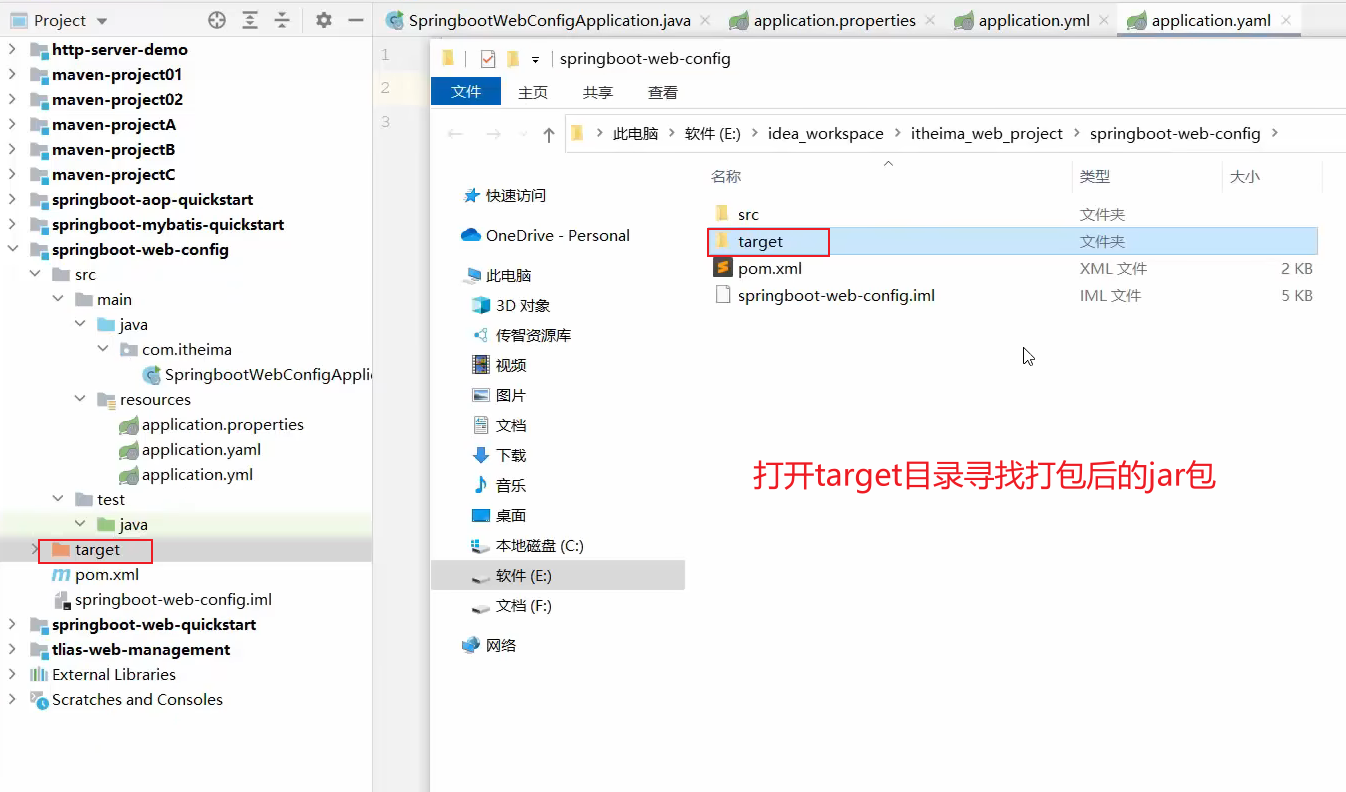 Project
SpringbootWebConfigApplication.java
application.properties
application.yml
application.yaml
http-server-demo
maven-project01
maven-project02
maven-projectA
maven-projectB
maven-projectC
springboot-aop-quickstart
springboot-mybatis-quickstart
springboot-web-config
src
main
java
com.itheima
SpringbootWebConfigAppli
resources
application.properties
application.yaml
application.yml
test
java
target
pom.xml
springboot-web-config.iml
springboot-web-quickstart
tlias-web-management
External Libraries
Scratches and Consoles
1
2
3
springboot-web-config
文件 主页 共享 查看
此电脑 › 软件 (E:) › idea_workspace › itheima_web_project › springboot-web-config ›
快速访问
OneDrive - Personal
此电脑
3D 对象
传智资源库
视频
图片
文档
下载
音乐
桌面
本地磁盘 (C:)
软件 (E:)
文档 (F:)
网络
名称 类型 大小
src 文件夹
target 文件夹
pom.xml XML 文件 2 KB
springboot-web-config.iml IML 文件 5 KB
打开target目录寻找打包后的jar包